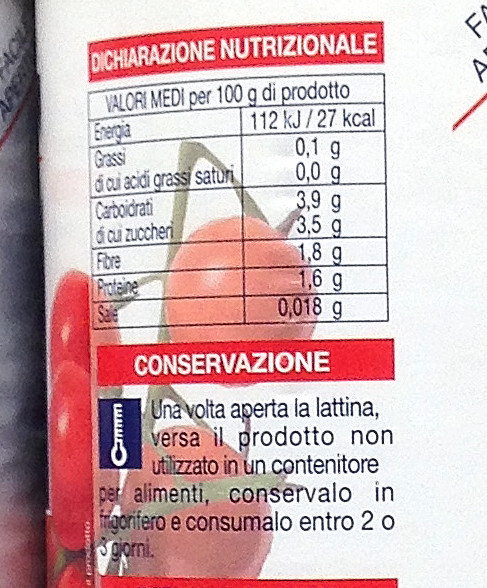 DICHIARAZIONE NUTRIZIONALE
VALORI MEDI per 100 g di prodotto
Energia 112 kJ / 27 kcal
Grassi 0,1 g
di cui acidi grassi saturi 0,0 g
Carboidrati 3,9 g
di cui zuccheri 3,5 g
Fibre 1,8 g
Proteine 1,6 g
Sale 0,018 g
CONSERVAZIONE
Una volta aperta la lattina,
versa il prodotto non
utilizzato in un contenitore
per alimenti, conservalo in
frigorifero e consumalo entro 2 o
3 giorni.
il prodotto